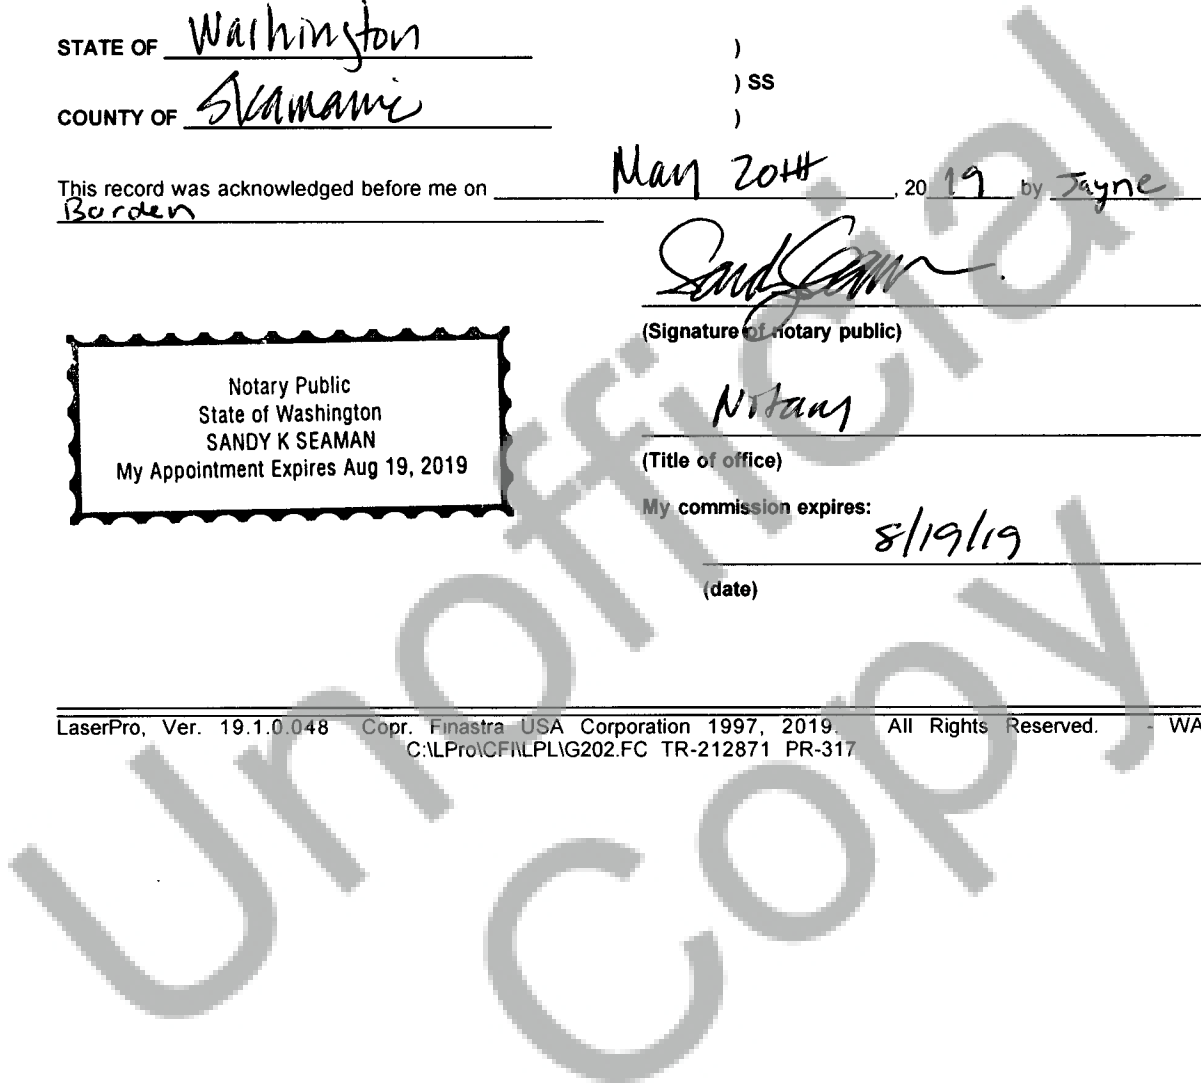 STATE OF Washington )
) SS
COUNTY OF Skamania )
This record was acknowledged before me on May 20th , 20 19 by Jayne
Borden
Sandy Seaman
(Signature of notary public)
Notary Public
State of Washington
SANDY K SEAMAN
My Appointment Expires Aug 19, 2019
Notary
(Title of office)
My commission expires:
8/19/19
(date)
LaserPro, Ver. 19.1.0.048 Copr. Finastra USA Corporation 1997, 2019. All Rights Reserved. - WA
C:\LPro\CFI\LPL\G202.FC TR-212871 PR-317
Unofficial
Copy